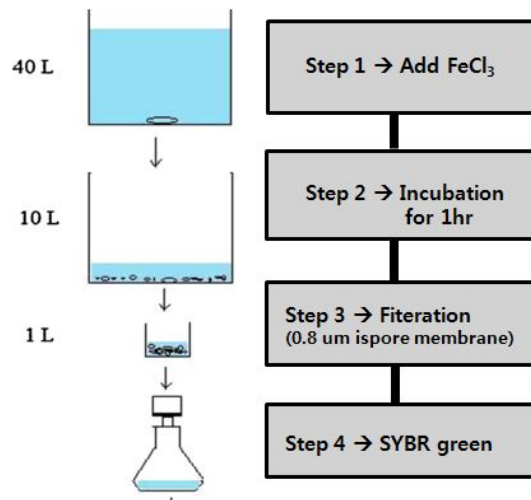 40 L
Step 1 → Add FeCl₃
10 L
Step 2 → Incubation
for 1hr
1 L
Step 3 → Fiteration
(0.8 um ispore membrane)
Step 4 → SYBR green